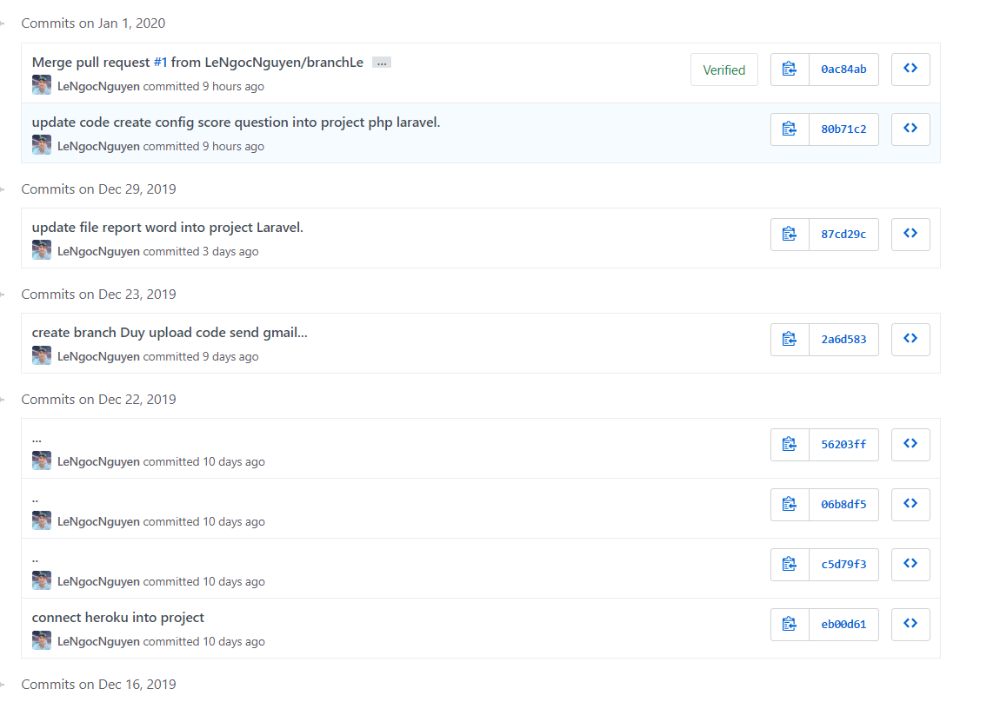 Commits on Jan 1, 2020
Merge pull request #1 from LeNgocNguyen/branchLe ...
LeNgocNguyen committed 9 hours ago
Verified
0ac84ab
update code create config score question into project php laravel.
LeNgocNguyen committed 9 hours ago
80b71c2
Commits on Dec 29, 2019
update file report word into project Laravel.
LeNgocNguyen committed 3 days ago
87cd29c
Commits on Dec 23, 2019
create branch Duy upload code send gmail...
LeNgocNguyen committed 9 days ago
2a6d583
Commits on Dec 22, 2019
...
LeNgocNguyen committed 10 days ago
56203ff
..
LeNgocNguyen committed 10 days ago
06b8df5
..
LeNgocNguyen committed 10 days ago
c5d79f3
connect heroku into project
LeNgocNguyen committed 10 days ago
eb00d61
Commits on Dec 16, 2019